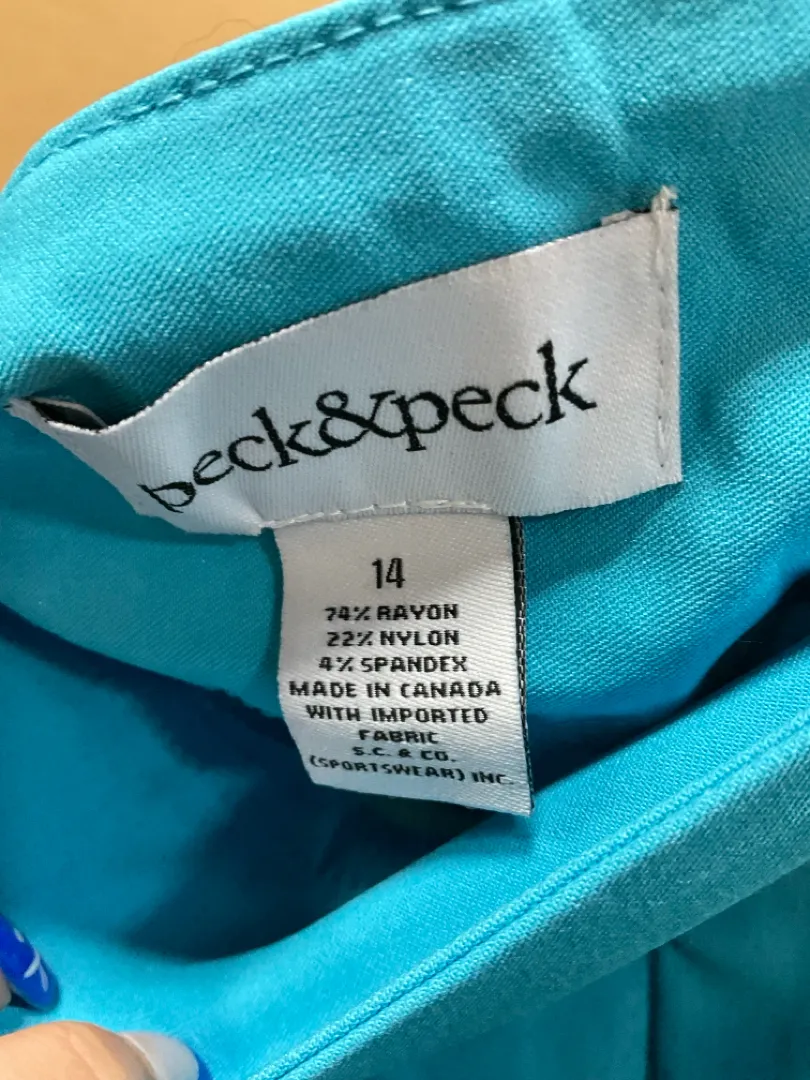 peck&peck
14
74% RAYON
22% NYLON
4% SPANDEX
MADE IN CANADA
WITH IMPORTED
FABRIC
S.C. & CO.
(SPORTSWEAR) INC.